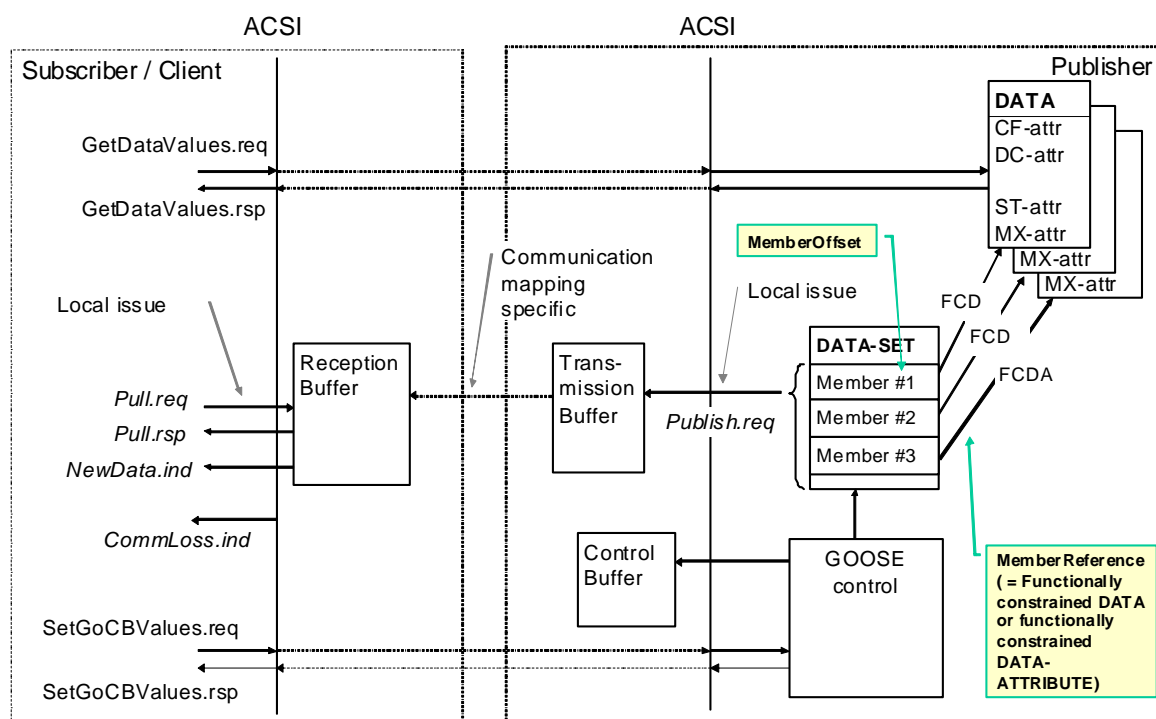 ACSI
ACSI
Subscriber / Client
Publisher
DATA
CF-attr
DC-attr
ST-attr
MX-attr
MX-attr
MX-attr
GetDataValues.req
GetDataValues.rsp
MemberOffset
Communication
mapping
specific
Local issue
Local issue
FCD
FCD
FCDA
DATA-SET
Member #1
Member #2
Member #3
Reception
Buffer
Trans-
mission
Buffer
Pull.req
Pull.rsp
NewData.ind
Publish.req
CommLoss.ind
Control
Buffer
GOOSE
control
MemberReference
( = Functionally
constrained DATA
or functionally
constrained
DATA-
ATTRIBUTE)
SetGoCBValues.req
SetGoCBValues.rsp